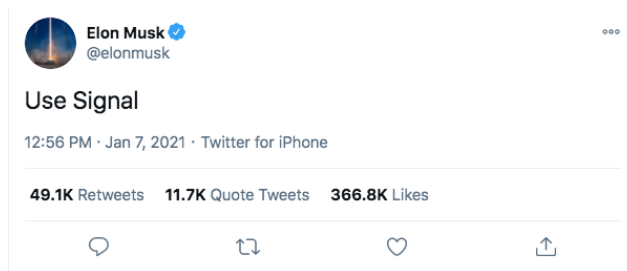 Elon Musk
@elonmusk
Use Signal
12:56 PM · Jan 7, 2021 · Twitter for iPhone
49.1K Retweets 11.7K Quote Tweets 366.8K Likes